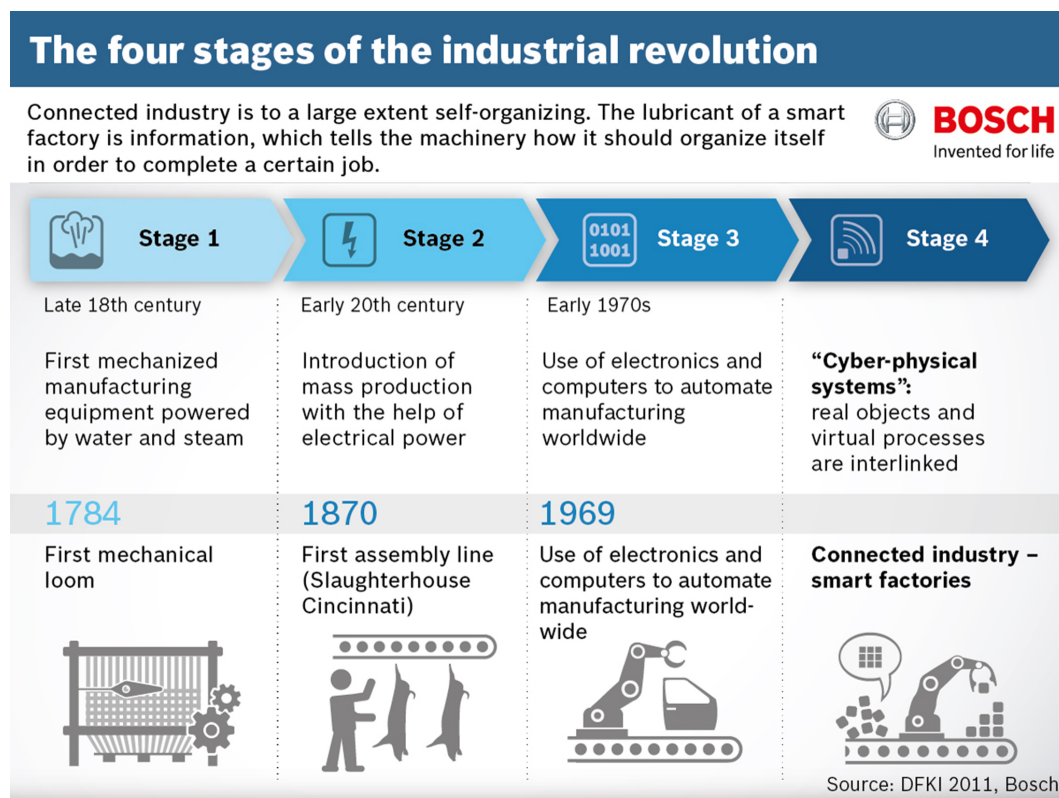 The four stages of the industrial revolution
Connected industry is to a large extent self-organizing. The lubricant of a smart
factory is information, which tells the machinery how it should organize itself
in order to complete a certain job.
BOSCH
Invented for life
Stage 1
Stage 2
0101
1001
Stage 3
Stage 4
Late 18th century
Early 20th century
Early 1970s
First mechanized
manufacturing
equipment powered
by water and steam
Introduction of
mass production
with the help of
electrical power
Use of electronics and
computers to automate
manufacturing
worldwide
“Cyber-physical
systems”:
real objects and
virtual processes
are interlinked
1784
1870
1969
First mechanical
loom
First assembly line
(Slaughterhouse
Cincinnati)
Use of electronics and
computers to automate
manufacturing world-
wide
Connected industry –
smart factories
Source: DFKI 2011, Bosch